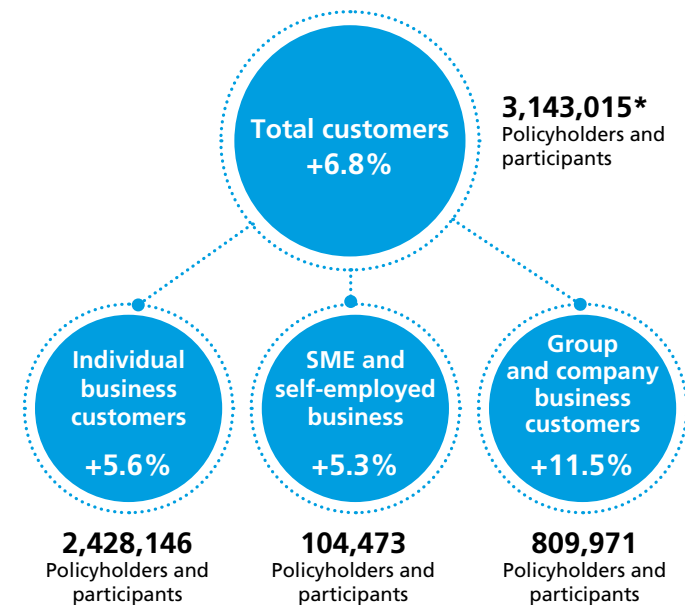 Total customers
+6.8%
3,143,015*
Policyholders and
participants
Individual
business
customers
+5.6%
2,428,146
Policyholders and
participants
SME and
self-employed
business
+5.3%
104,473
Policyholders and
participants
Group
and company
business
customers
+11.5%
809,971
Policyholders and
participants